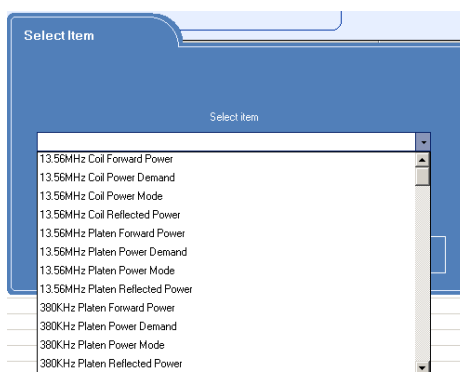 Select Item
Select item
13.56MHz Coil Forward Power
13.56MHz Coil Power Demand
13.56MHz Coil Power Mode
13.56MHz Coil Reflected Power
13.56MHz Platen Forward Power
13.56MHz Platen Power Demand
13.56MHz Platen Power Mode
13.56MHz Platen Reflected Power
380KHz Platen Forward Power
380KHz Platen Power Demand
380KHz Platen Power Mode
380KHz Platen Reflected Power